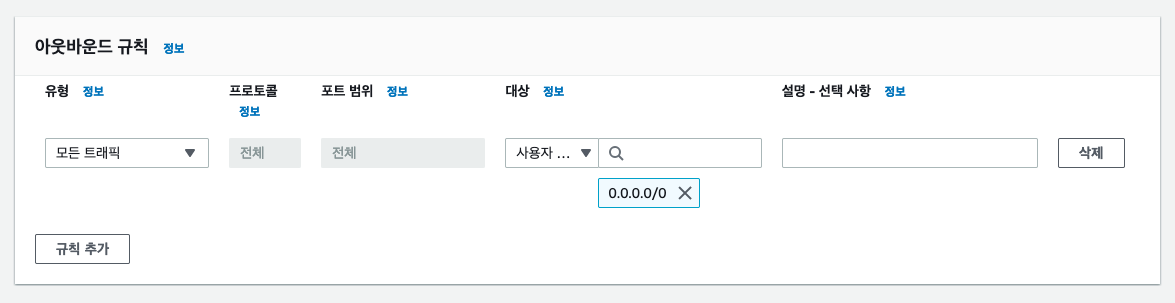 아웃바운드 규칙 정보
유형 정보 프로토콜 포트 범위 정보 대상 정보 설명 - 선택 사항 정보
정보
모든 트래픽 전체 전체 사용자 ... 삭제
0.0.0.0/0
규칙 추가